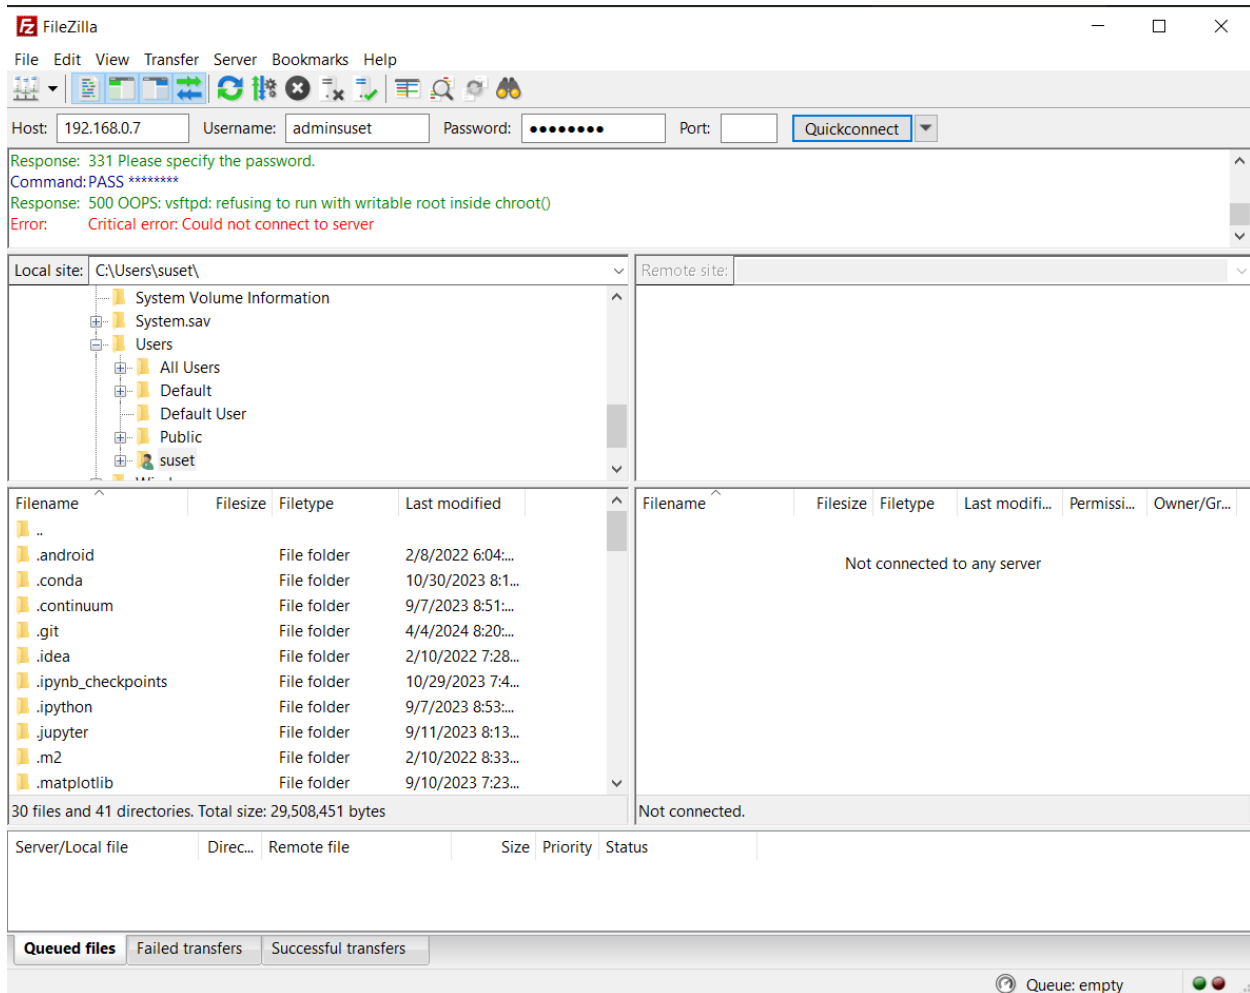 FileZilla
File Edit View Transfer Server Bookmarks Help
Host: 192.168.0.7 Username: adminsuset Password: ●●●●●●●● Port: Quickconnect
Response: 331 Please specify the password.
Command: PASS ********
Response: 500 OOPS: vsftpd: refusing to run with writable root inside chroot()
Error: Critical error: Could not connect to server
Local site: C:\Users\suset\
Remote site:
System Volume Information
System.sav
Users
All Users
Default
Default User
Public
suset
Filename Filesize Filetype Last modified
..
.android File folder 2/8/2022 6:04:...
.conda File folder 10/30/2023 8:1...
.continuum File folder 9/7/2023 8:51:...
.git File folder 4/4/2024 8:20:...
.idea File folder 2/10/2022 7:28...
.ipynb_checkpoints File folder 10/29/2023 7:4...
.ipython File folder 9/7/2023 8:53:...
.jupyter File folder 9/11/2023 8:13...
.m2 File folder 2/10/2022 8:33...
.matplotlib File folder 9/10/2023 7:23...
30 files and 41 directories. Total size: 29,508,451 bytes
Filename Filesize Filetype Last modifi... Permissi... Owner/Gr...
Not connected to any server
Not connected.
Server/Local file Direc... Remote file Size Priority Status
Queued files Failed transfers Successful transfers
Queue: empty